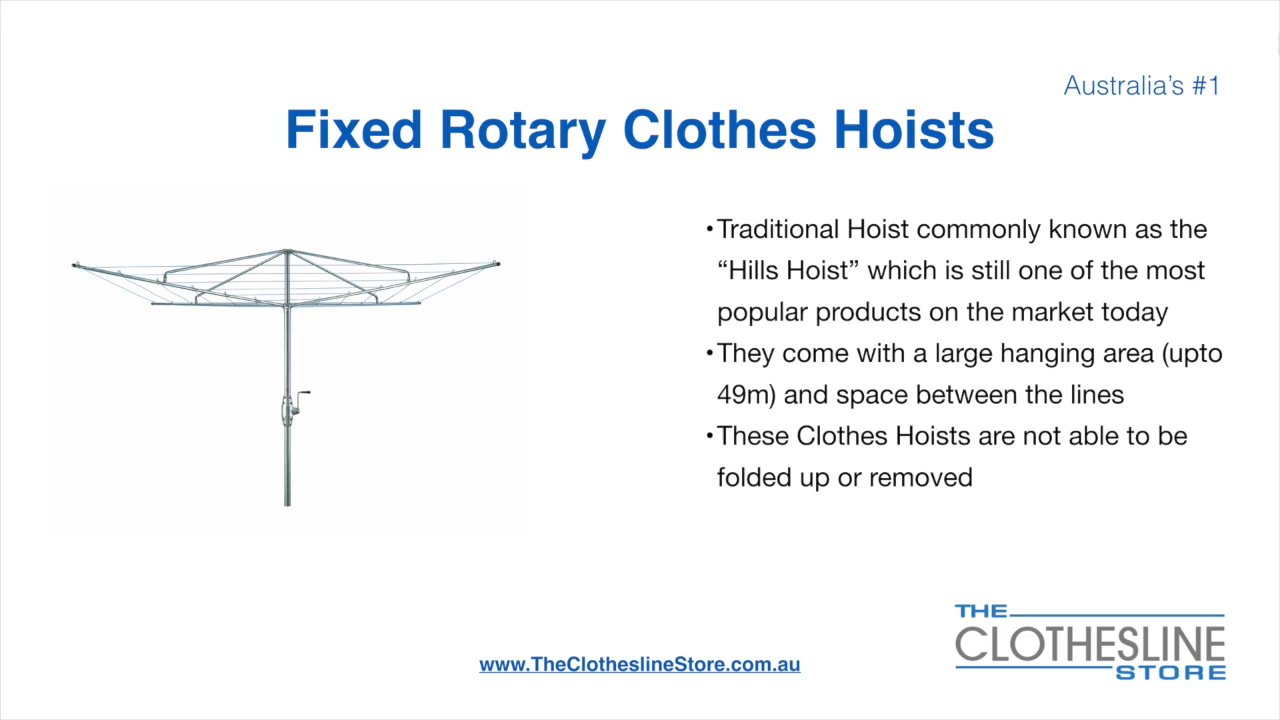 Australia’s #1
Fixed Rotary Clothes Hoists
•Traditional Hoist commonly known as the
“Hills Hoist” which is still one of the most
popular products on the market today
•They come with a large hanging area (upto
49m) and space between the lines
•These Clothes Hoists are not able to be
folded up or removed
THE
CLOTHESLINE
STORE
www.TheClotheslineStore.com.au